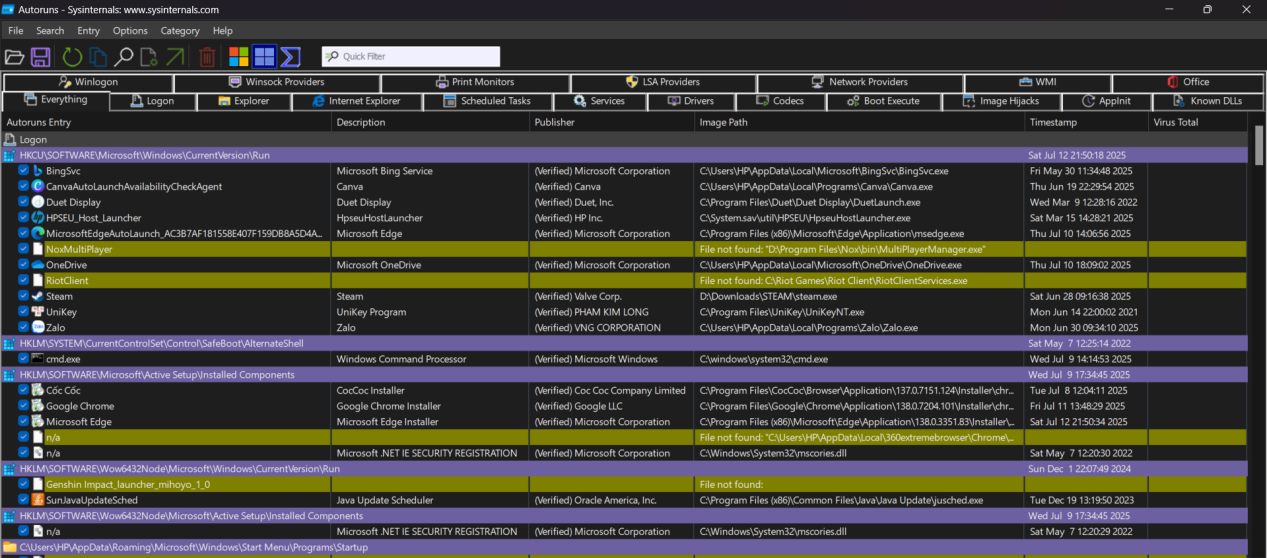 Autoruns - Sysinternals: www.sysinternals.com
File Search Entry Options Category Help
Quick Filter
Winlogon Winsock Providers Print Monitors LSA Providers Network Providers WMI Office
Everything Logon Explorer Internet Explorer Scheduled Tasks Services Drivers Codecs Boot Execute Image Hijacks AppInit Known DLLs
Autoruns Entry Description Publisher Image Path Timestamp Virus Total
Logon
HKCU\SOFTWARE\Microsoft\Windows\CurrentVersion\Run Sat Jul 12 21:50:18 2025
BingSvc Microsoft Bing Service (Verified) Microsoft Corporation C:\Users\HP\AppData\Local\Microsoft\BingSvc\BingSvc.exe Fri May 30 11:34:48 2025
CanvaAutoLaunchAvailabilityCheckAgent Canva (Verified) Canva C:\Users\HP\AppData\Local\Programs\Canva\Canva.exe Thu Jun 19 22:29:54 2025
Duet Display Duet Display (Verified) Duet, Inc. C:\Program Files\Duet User\DuetLaunch.exe Wed Mar 9 12:28:16 2022
HPSEU_Host_Launcher HpseuHostLauncher (Verified) HP Inc. C:\System.sav\util\HPSEU\HpseuHostLauncher.exe Sat Mar 15 14:28:21 2025
MicrosoftEdgeAutoLaunch_AC3B7AF181558E407F159DB8A5D4A... Microsoft Edge (Verified) Microsoft Corporation C:\Program Files (x86)\Microsoft\Edge\Application\msedge.exe Thu Jul 10 14:06:56 2025
NoxMultiPlayer File not found: "D:\Program Files\Nox\bin\MultiPlayerManager.exe"
OneDrive Microsoft OneDrive (Verified) Microsoft Corporation C:\Users\HP\AppData\Local\Microsoft\OneDrive\OneDrive.exe Thu Jul 10 18:09:02 2025
RiotClient File not found: C:\Riot Games\Riot Client\RiotClientServices.exe
Steam Steam (Verified) Valve Corp. D:\Downloads\STEAM\steam.exe Sat Jun 28 09:16:38 2025
UniKey UniKey Program (Verified) PHAM KIM LONG C:\Program Files\UniKey\UniKeyNT.exe Mon Jun 14 22:00:02 2021
Zalo Zalo (Verified) VNG CORPORATION C:\Users\HP\AppData\Local\Programs\Zalo\Zalo.exe Mon Jun 30 09:34:10 2025
HKLM\SYSTEM\CurrentControlSet\Control\SafeBoot\AlternateShell Sat May 7 12:25:14 2022
cmd.exe Windows Command Processor (Verified) Microsoft Windows C:\windows\system32\cmd.exe Wed Jul 9 14:14:53 2025
HKLM\SOFTWARE\Microsoft\Active Setup\Installed Components Wed Jul 9 17:34:45 2025
Cốc Cốc CocCoc Installer (Verified) Coc Coc Company Limited C:\Program Files\CocCoc\Browser\Application\137.0.7151.124\Installer\chr... Tue Jul 8 12:04:11 2025
Google Chrome Google Chrome Installer (Verified) Google LLC C:\Program Files\Google\Chrome\Application\138.0.7204.101\Installer\chr... Fri Jul 11 13:48:29 2025
Microsoft Edge Microsoft Edge Installer (Verified) Microsoft Corporation C:\Program Files (x86)\Microsoft\Edge\Application\138.0.3351.83\Installer\... Sat Jul 12 21:50:34 2025
n/a File not found: "C:\Users\HP\AppData\Local\360extremebrowser\Chrome\...
n/a Microsoft .NET IE SECURITY REGISTRATION (Verified) Microsoft Corporation C:\Windows\System32\mscories.dll Sat May 7 12:20:30 2022
HKLM\SOFTWARE\Wow6432Node\Microsoft\Windows\CurrentVersion\Run Sun Dec 1 22:07:49 2024
Genshin Impact_launcher_mihoyo_1_0 File not found:
SunJavaUpdateSched Java Update Scheduler (Verified) Oracle America, Inc. C:\Program Files (x86)\Common Files\Java\Java Update\jusched.exe Tue Dec 19 13:19:50 2023
HKLM\SOFTWARE\Wow6432Node\Microsoft\Active Setup\Installed Components Wed Jul 9 17:34:45 2025
n/a Microsoft .NET IE SECURITY REGISTRATION (Verified) Microsoft Corporation C:\Windows\System32\mscories.dll Sat May 7 12:20:29 2022
C:\Users\HP\AppData\Roaming\Microsoft\Windows\Start Menu\Programs\Startup